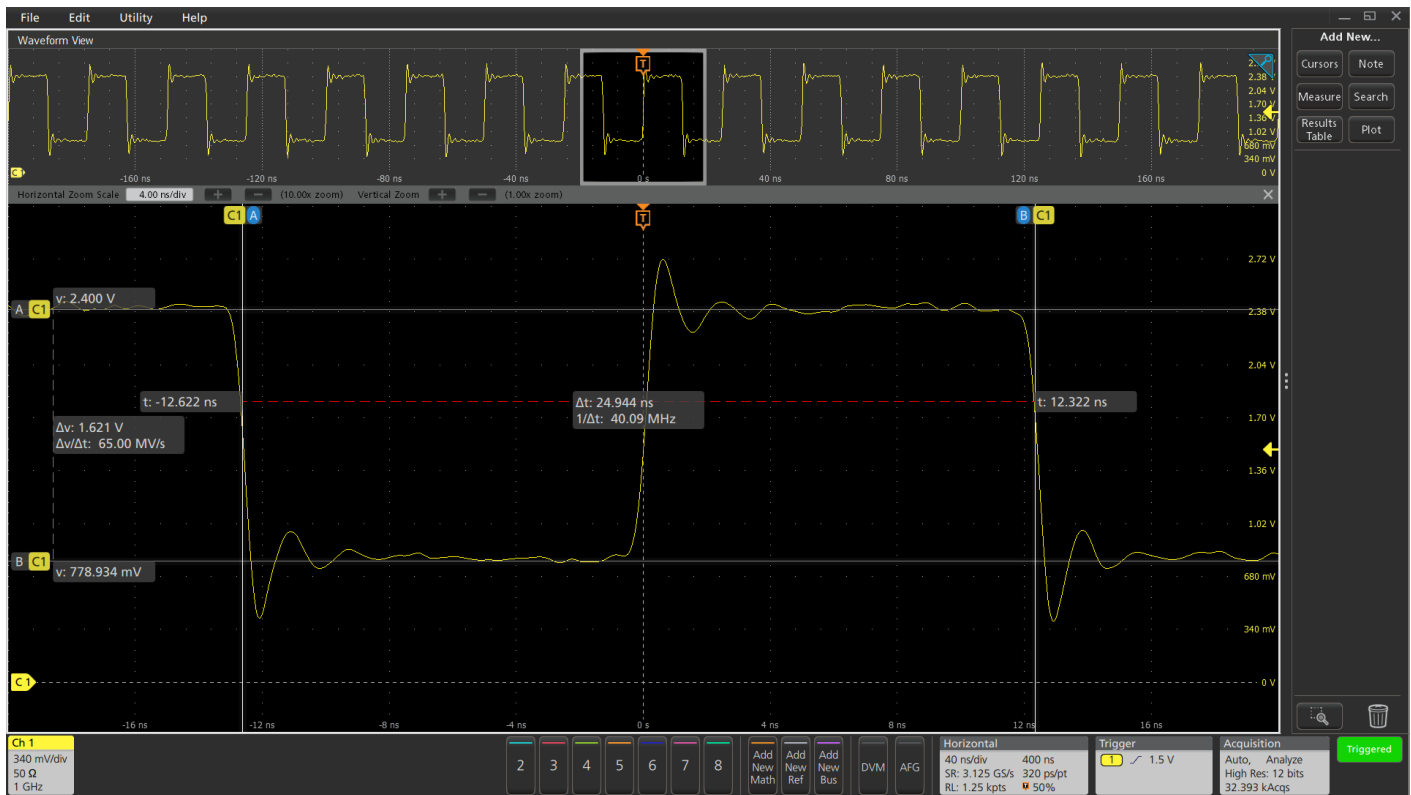 File Edit Utility Help
Waveform View
Add New...
Cursors Note
Measure Search
Results Table Plot
T
2.38 V
2.04 V
1.70 V
1.36 V
1.02 V
680 mV
340 mV
0 V
C1
-160 ns -120 ns -80 ns -40 ns 0 s 40 ns 80 ns 120 ns 160 ns
Horizontal Zoom Scale 4.00 ns/div + - (10.00x zoom) Vertical Zoom + - (1.00x zoom)
C1 A T B C1
2.72 V
v: 2.400 V
A C1
2.38 V
2.04 V
t: -12.622 ns Δt: 24.944 ns t: 12.322 ns
1/Δt: 40.09 MHz
1.70 V
Δv: 1.621 V
Δv/Δt: 65.00 MV/s
1.36 V
1.02 V
B C1
v: 778.934 mV
680 mV
340 mV
C1
0 V
-16 ns -12 ns -8 ns -4 ns 0 s 4 ns 8 ns 12 ns 16 ns
Ch 1
340 mV/div
50 Ω
1 GHz
2 3 4 5 6 7 8
Add New Math
Add New Ref
Add New Bus
DVM AFG
Horizontal
40 ns/div 400 ns
SR: 3.125 GS/s 320 ps/pt
RL: 1.25 kpts 50%
Trigger
1 1.5 V
Acquisition
Auto, Analyze
High Res: 12 bits
32.393 kAcqs
Triggered